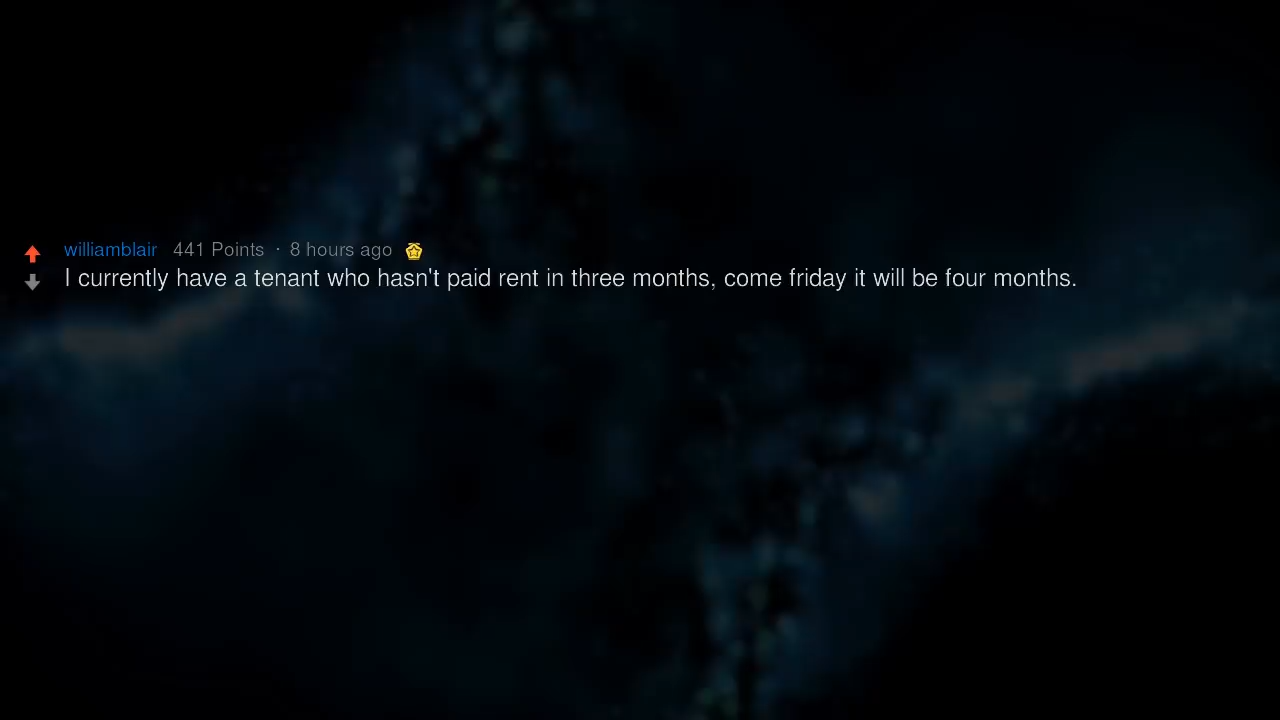 williamblair 441 Points · 8 hours ago
I currently have a tenant who hasn't paid rent in three months, come friday it will be four months.